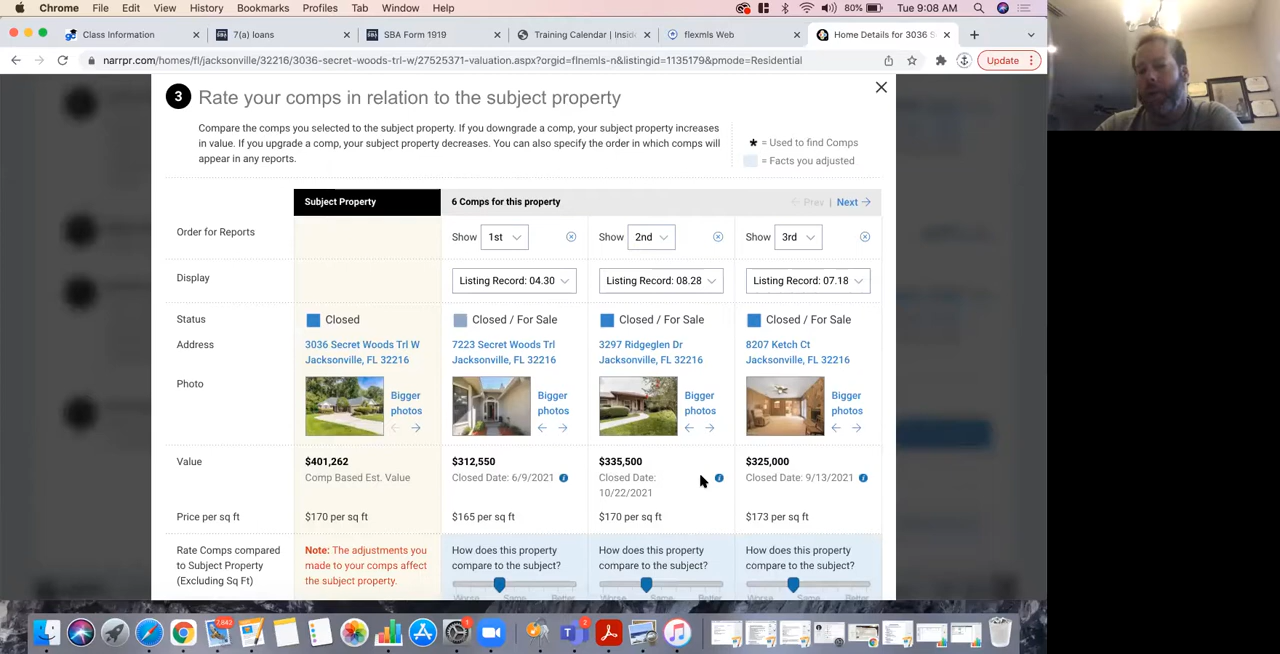 Chrome File Edit View History Bookmarks Profiles Tab Window Help 80% Tue 9:08 AM
Class Information 7(a) loans SBA Form 1919 Training Calendar | Insid flexmls Web Home Details for 3036 S
narrpr.com/homes/fl/jacksonville/32216/3036-secret-woods-trl-w/27525371-valuation.aspx?orgid=flnemls-n&listingid=1135179&pmode=Residential Update
3 Rate your comps in relation to the subject property
Compare the comps you selected to the subject property. If you downgrade a comp, your subject property increases
in value. If you upgrade a comp, your subject property decreases. You can also specify the order in which comps will
appear in any reports.
* = Used to find Comps
= Facts you adjusted
Subject Property 6 Comps for this property Prev | Next
Order for Reports Show 1st Show 2nd Show 3rd
Display Listing Record: 04.30 Listing Record: 08.28 Listing Record: 07.18
Status Closed Closed / For Sale Closed / For Sale Closed / For Sale
Address 3036 Secret Woods Trl W 7223 Secret Woods Trl 3297 Ridgeglen Dr 8207 Ketch Ct
Jacksonville, FL 32216 Jacksonville, FL 32216 Jacksonville, FL 32216 Jacksonville, FL 32216
Photo Bigger Bigger Bigger Bigger
photos photos photos photos
Value $401,262 $312,550 $335,500 $325,000
Comp Based Est. Value Closed Date: 6/9/2021 Closed Date: Closed Date: 9/13/2021
10/22/2021
Price per sq ft $170 per sq ft $165 per sq ft $170 per sq ft $173 per sq ft
Rate Comps compared Note: The adjustments you How does this property How does this property How does this property
to Subject Property made to your comps affect compare to the subject? compare to the subject? compare to the subject?
(Excluding Sq Ft) the subject property.
Worse Same Better Worse Same Better Worse Same Better
7,842 1 2